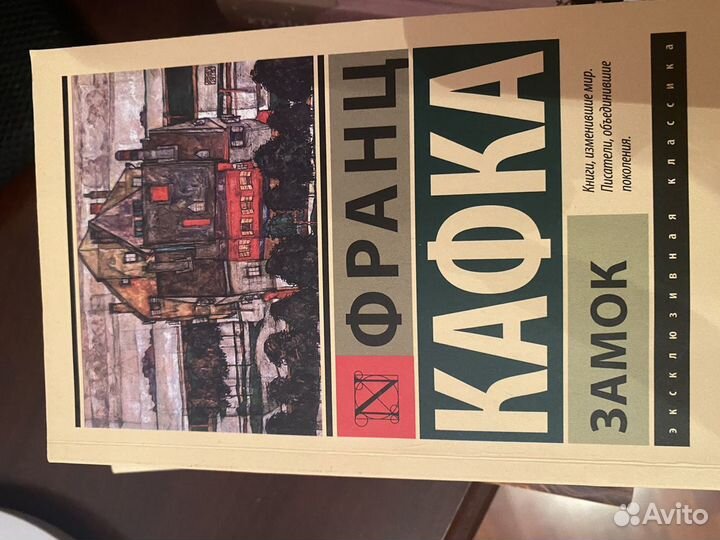 ФРАНЦ
КАФКА
Книги, изменившие мир.
Писатели, объединившие
поколения.
ЗАМОК
эксклюзивная классика
Avito